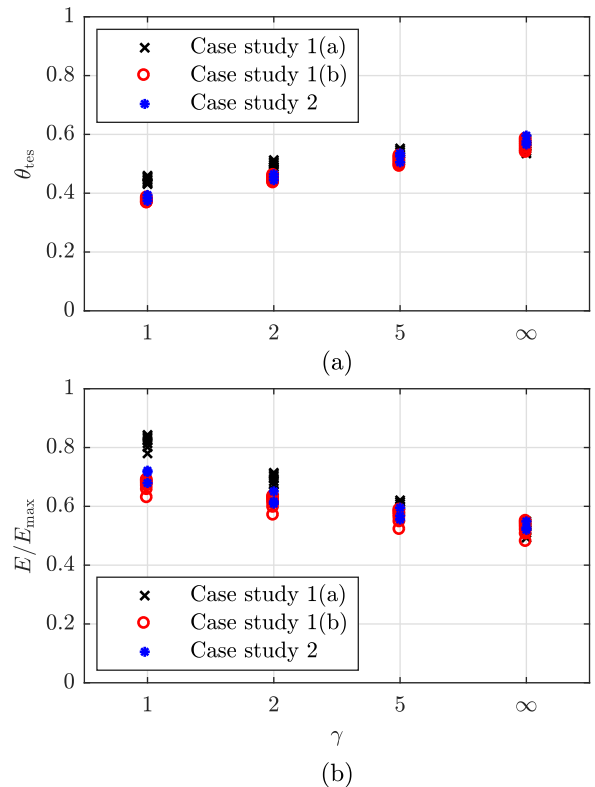 1
Case study 1(a)
Case study 1(b)
Case study 2
0.8
0.6
θtes
0.4
0.2
0
1 2 5 ∞
(a)
1
0.8
0.6
E/Emax
0.4
Case study 1(a)
Case study 1(b)
Case study 2
0.2
0
1 2 5 ∞
γ
(b)